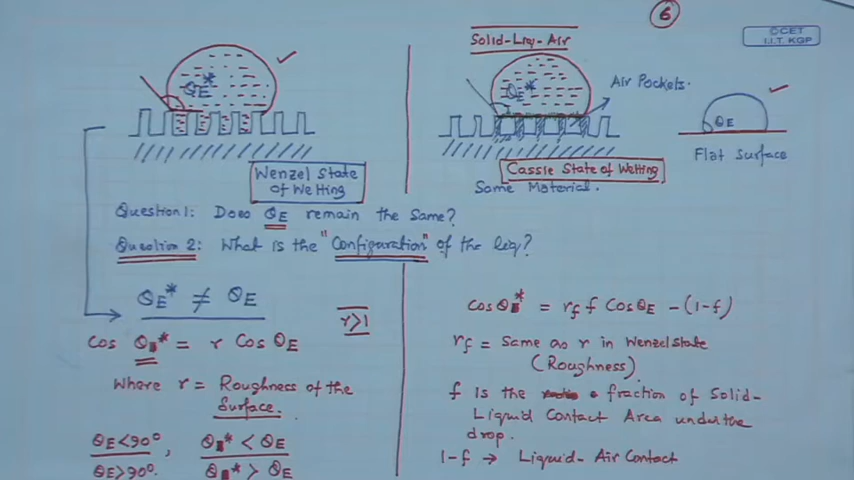 6
©CET
I.I.T. KGP
θE*
Wenzel State
of Wetting
Solid-Liq-Air
θE*
Air Pockets.
Cassie State of Wetting
Same Material.
θE
Flat Surface
Question 1: Does θE remain the Same?
Question 2: What is the "Configuration" of the liq?
θE* ≠ θE
r>1
Cos θ* = r Cos θE
Where r = Roughness of the
Surface.
θE<90°, θ* < θE
θE>90°. θ* > θE
Cos θ* = rf f Cos θE - (1-f)
rf = Same as r in Wenzel state
(Roughness).
f is the fraction of Solid-
Liquid Contact Area under the
drop.
1-f → Liquid-Air Contact